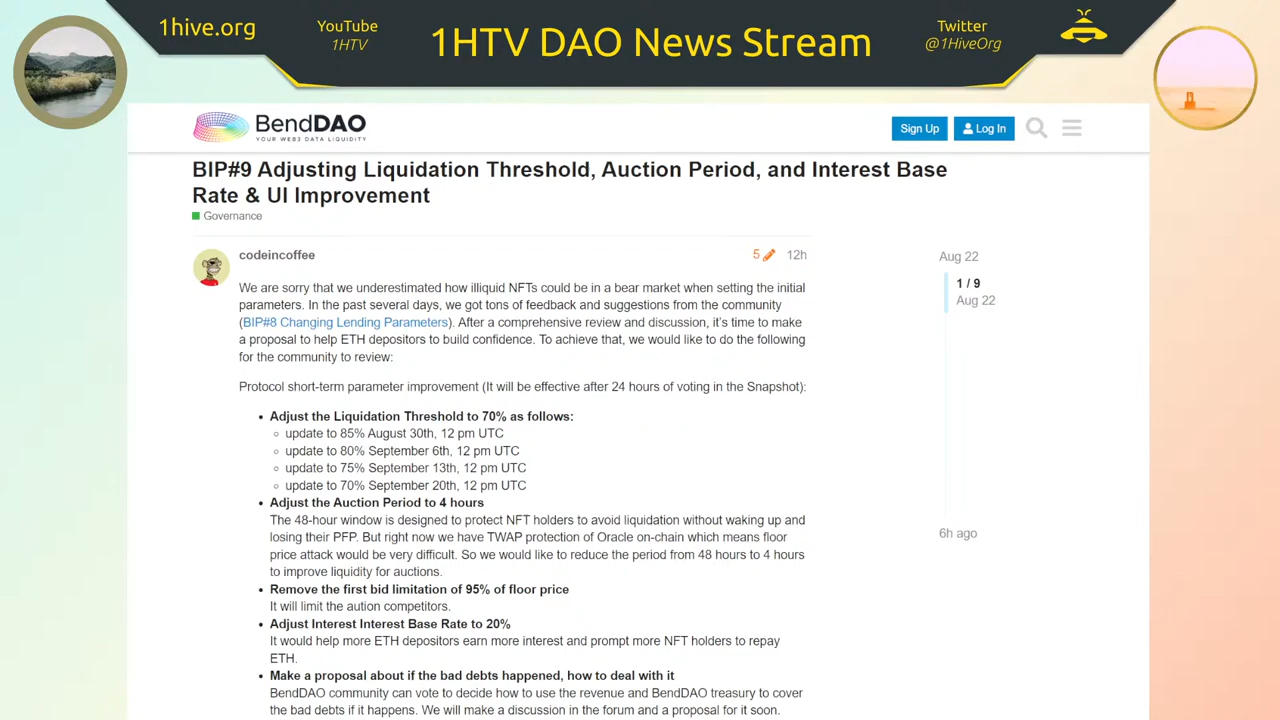 1hive.org
YouTube
1HTV
1HTV DAO News Stream
Twitter
@1HiveOrg
BendDAO
YOUR WEB3 DATA LIQUIDITY
Sign Up
Log In
BIP#9 Adjusting Liquidation Threshold, Auction Period, and Interest Base
Rate & UI Improvement
Governance
codeincoffee
5
12h
We are sorry that we underestimated how illiquid NFTs could be in a bear market when setting the initial
parameters. In the past several days, we got tons of feedback and suggestions from the community
(BIP#8 Changing Lending Parameters). After a comprehensive review and discussion, it's time to make
a proposal to help ETH depositors to build confidence. To achieve that, we would like to do the following
for the community to review:
Protocol short-term parameter improvement (It will be effective after 24 hours of voting in the Snapshot):
• Adjust the Liquidation Threshold to 70% as follows:
◦ update to 85% August 30th, 12 pm UTC
◦ update to 80% September 6th, 12 pm UTC
◦ update to 75% September 13th, 12 pm UTC
◦ update to 70% September 20th, 12 pm UTC
• Adjust the Auction Period to 4 hours
The 48-hour window is designed to protect NFT holders to avoid liquidation without waking up and
losing their PFP. But right now we have TWAP protection of Oracle on-chain which means floor
price attack would be very difficult. So we would like to reduce the period from 48 hours to 4 hours
to improve liquidity for auctions.
• Remove the first bid limitation of 95% of floor price
It will limit the aution competitors.
• Adjust Interest Interest Base Rate to 20%
It would help more ETH depositors earn more interest and prompt more NFT holders to repay
ETH.
• Make a proposal about if the bad debts happened, how to deal with it
BendDAO community can vote to decide how to use the revenue and BendDAO treasury to cover
the bad debts if it happens. We will make a discussion in the forum and a proposal for it soon.
Aug 22
1 / 9
Aug 22
6h ago